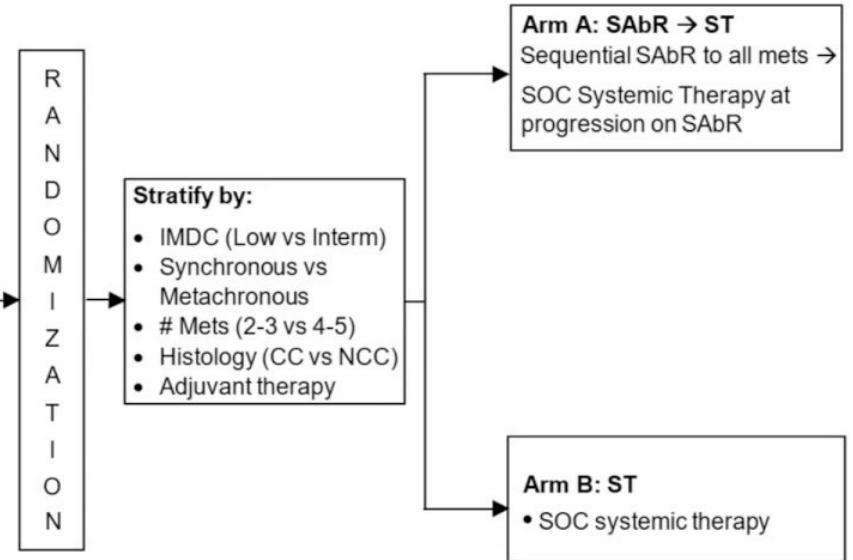 R
A
N
D
O
M
I
Z
A
T
I
O
N
Stratify by:
• IMDC (Low vs Interm)
• Synchronous vs
Metachronous
• # Mets (2-3 vs 4-5)
• Histology (CC vs NCC)
• Adjuvant therapy
Arm A: SAbR → ST
Sequential SAbR to all mets →
SOC Systemic Therapy at
progression on SAbR
Arm B: ST
• SOC systemic therapy